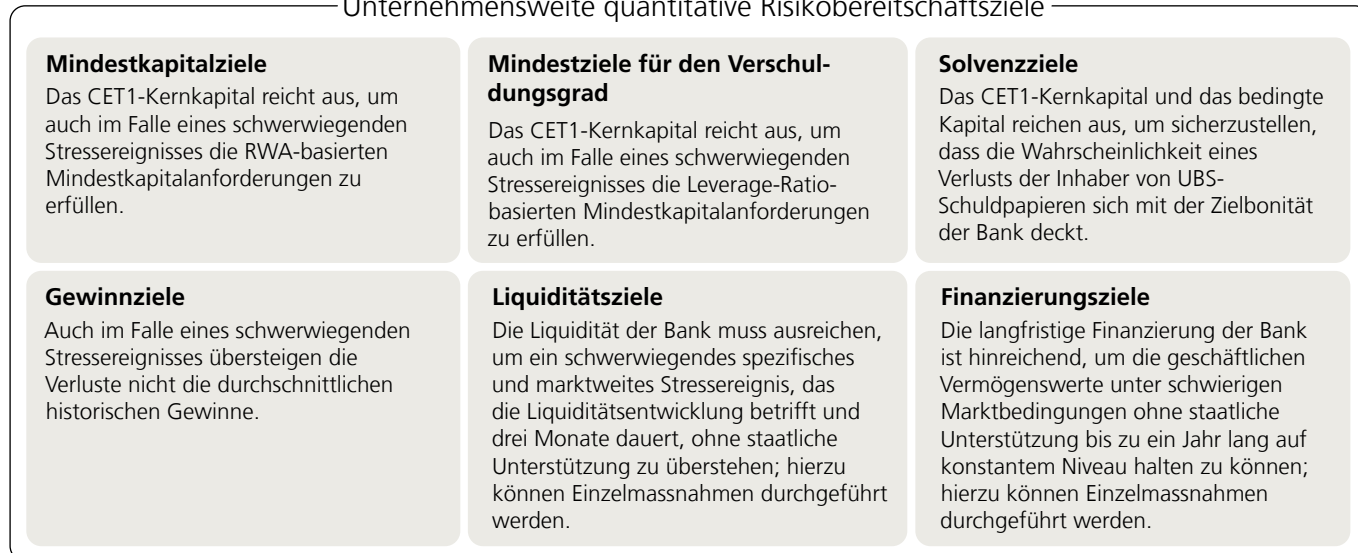 Unternehmensweite quantitative Risikobereitschaftsziele
Mindestkapitalziele
Das CET1-Kernkapital reicht aus, um
auch im Falle eines schwerwiegenden
Stressereignisses die RWA-basierten
Mindestkapitalanforderungen zu
erfüllen.
Mindestziele für den Verschul-
dungsgrad
Das CET1-Kernkapital reicht aus, um
auch im Falle eines schwerwiegenden
Stressereignisses die Leverage-Ratio-
basierten Mindestkapitalanforderungen
zu erfüllen.
Solvenzziele
Das CET1-Kernkapital und das bedingte
Kapital reichen aus, um sicherzustellen,
dass die Wahrscheinlichkeit eines
Verlusts der Inhaber von UBS-
Schuldpapieren sich mit der Zielbonität
der Bank deckt.
Gewinnziele
Auch im Falle eines schwerwiegenden
Stressereignisses übersteigen die
Verluste nicht die durchschnittlichen
historischen Gewinne.
Liquiditätsziele
Die Liquidität der Bank muss ausreichen,
um ein schwerwiegendes spezifisches
und marktweites Stressereignis, das
die Liquiditätsentwicklung betrifft und
drei Monate dauert, ohne staatliche
Unterstützung zu überstehen; hierzu
können Einzelmassnahmen durchgeführt
werden.
Finanzierungsziele
Die langfristige Finanzierung der Bank
ist hinreichend, um die geschäftlichen
Vermögenswerte unter schwierigen
Marktbedingungen ohne staatliche
Unterstützung bis zu ein Jahr lang auf
konstantem Niveau halten zu können;
hierzu können Einzelmassnahmen
durchgeführt werden.